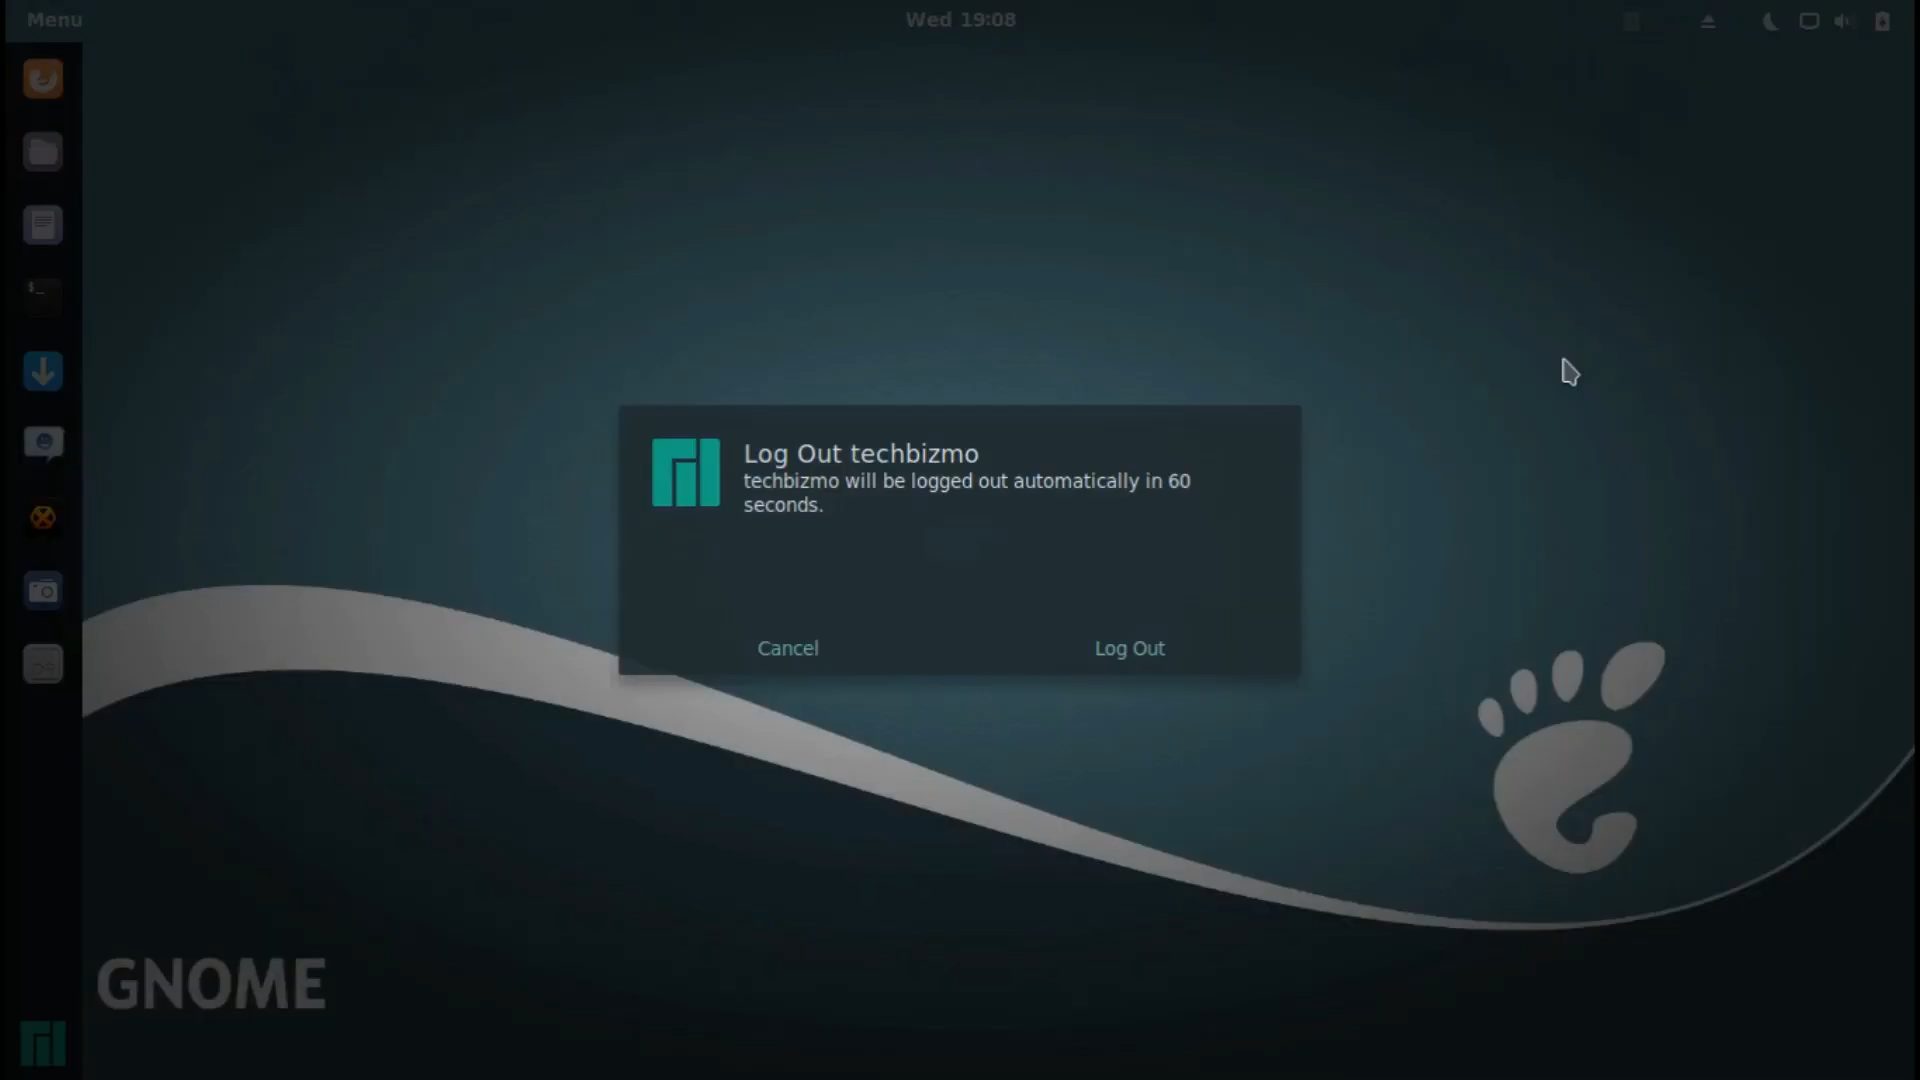 Menu
Wed 19:08
$_
Log Out techbizmo
techbizmo will be logged out automatically in 60
seconds.
Cancel
Log Out
GNOME